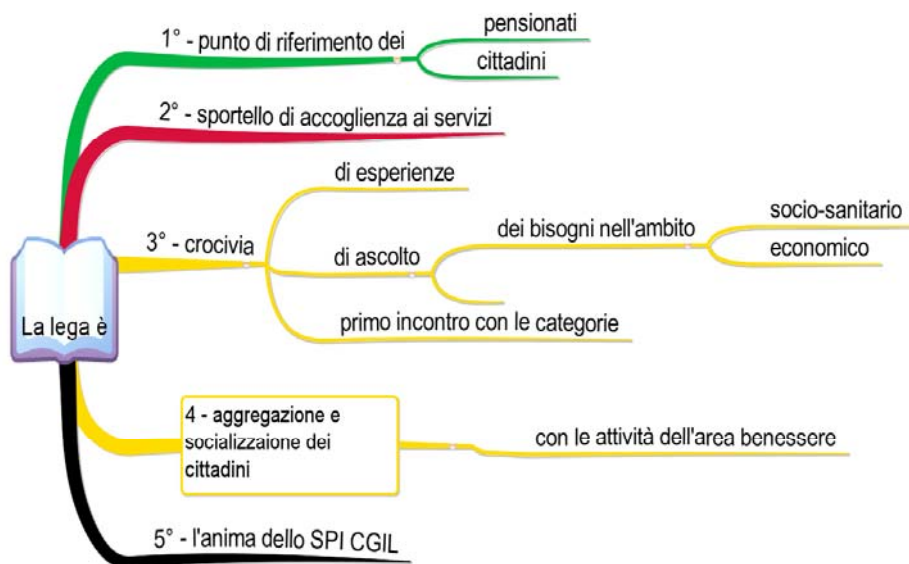 1° - punto di riferimento dei
pensionati
cittadini
2° - sportello di accoglienza ai servizi
La lega è
3° - crocivia
di esperienze
di ascolto
dei bisogni nell'ambito
socio-sanitario
economico
primo incontro con le categorie
4 - aggregazione e
socializzaione dei
cittadini
con le attività dell'area benessere
5° - l'anima dello SPI CGIL